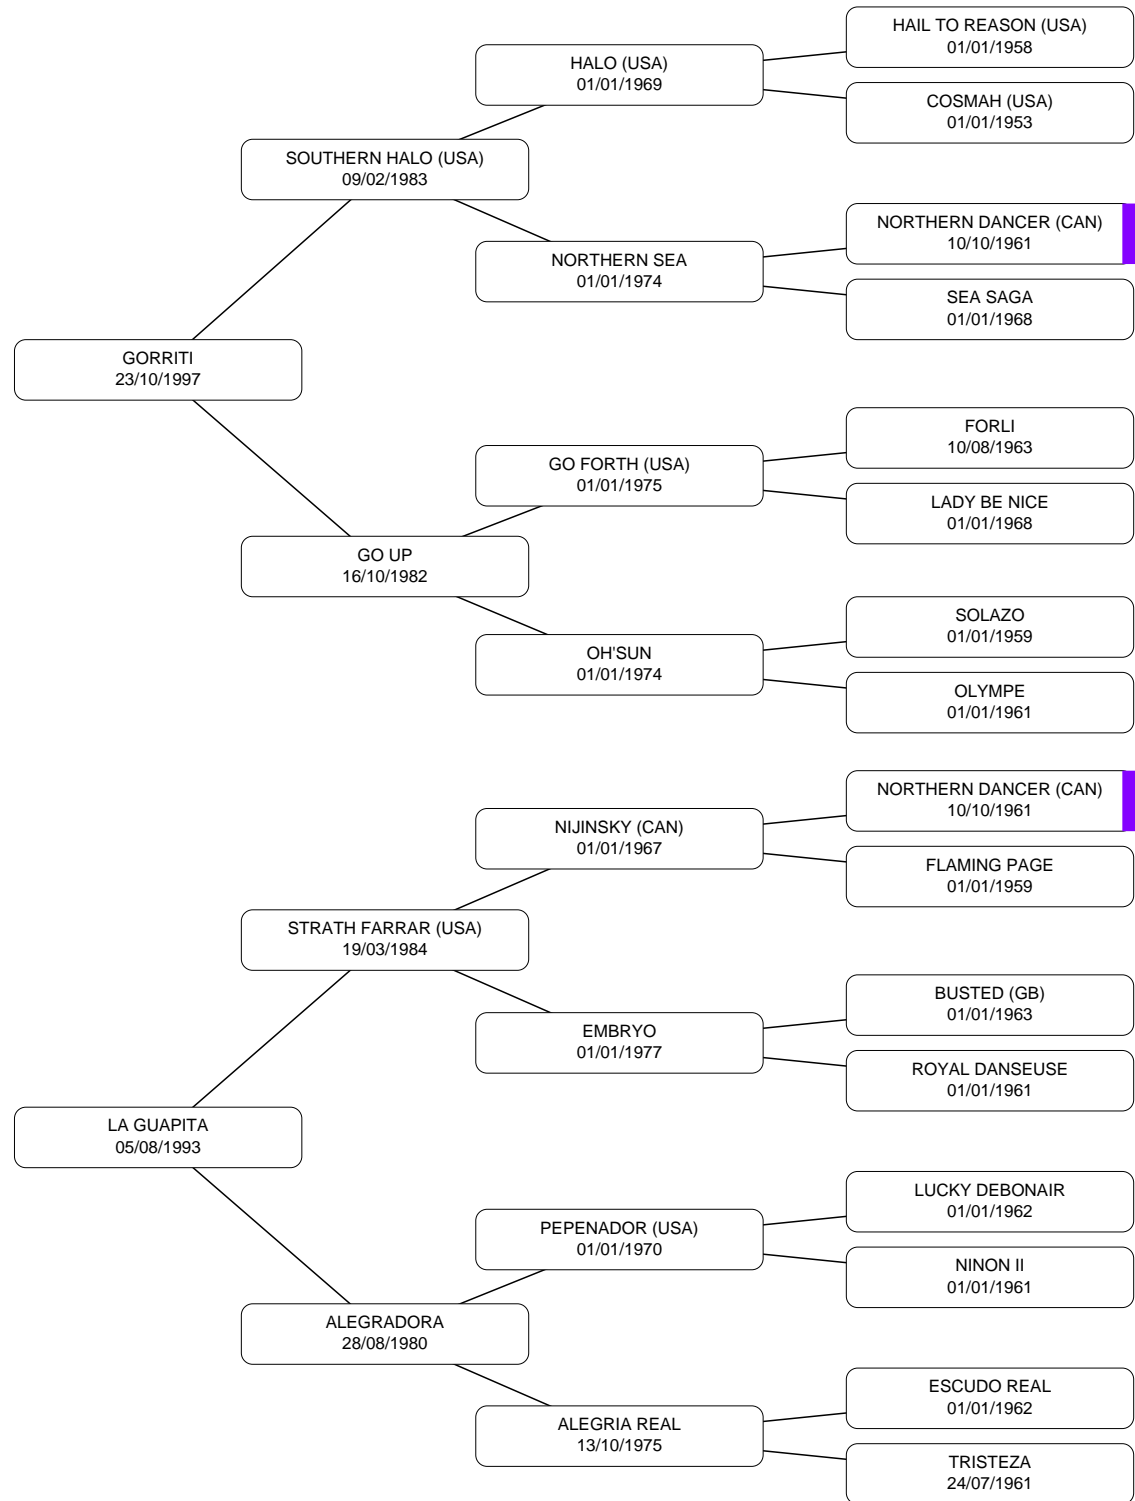 HAIL TO REASON (USA)
01/01/1958
HALO (USA)
01/01/1969
COSMAH (USA)
01/01/1953
SOUTHERN HALO (USA)
09/02/1983
NORTHERN DANCER (CAN)
10/10/1961
NORTHERN SEA
01/01/1974
SEA SAGA
01/01/1968
GORRITI
23/10/1997
FORLI
10/08/1963
GO FORTH (USA)
01/01/1975
LADY BE NICE
01/01/1968
GO UP
16/10/1982
SOLAZO
01/01/1959
OH'SUN
01/01/1974
OLYMPE
01/01/1961
NORTHERN DANCER (CAN)
10/10/1961
NIJINSKY (CAN)
01/01/1967
FLAMING PAGE
01/01/1959
STRATH FARRAR (USA)
19/03/1984
BUSTED (GB)
01/01/1963
EMBRYO
01/01/1977
ROYAL DANSEUSE
01/01/1961
LA GUAPITA
05/08/1993
LUCKY DEBONAIR
01/01/1962
PEPENADOR (USA)
01/01/1970
NINON II
01/01/1961
ALEGRADORA
28/08/1980
ESCUDO REAL
01/01/1962
ALEGRIA REAL
13/10/1975
TRISTEZA
24/07/1961